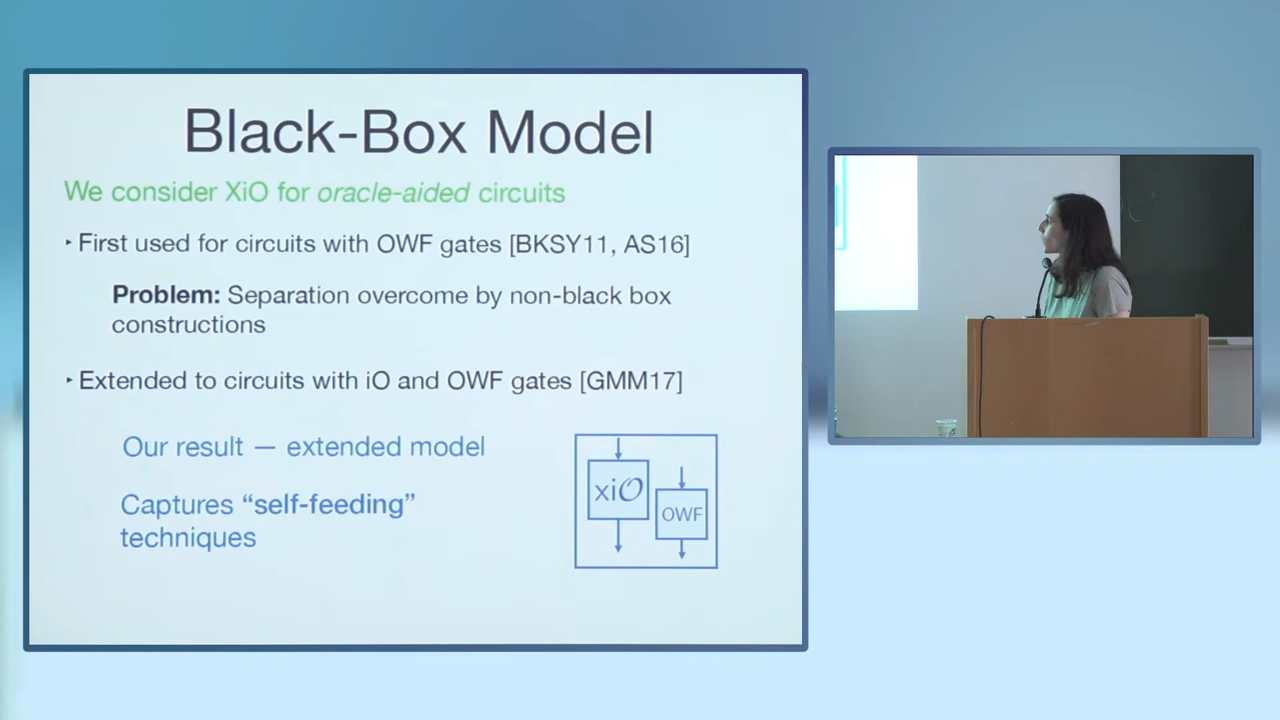 Black-Box Model
We consider XiO for oracle-aided circuits
‣ First used for circuits with OWF gates [BKSY11, AS16]
Problem: Separation overcome by non-black box
constructions
‣ Extended to circuits with iO and OWF gates [GMM17]
Our result — extended model
Captures “self-feeding”
techniques
xiO
OWF